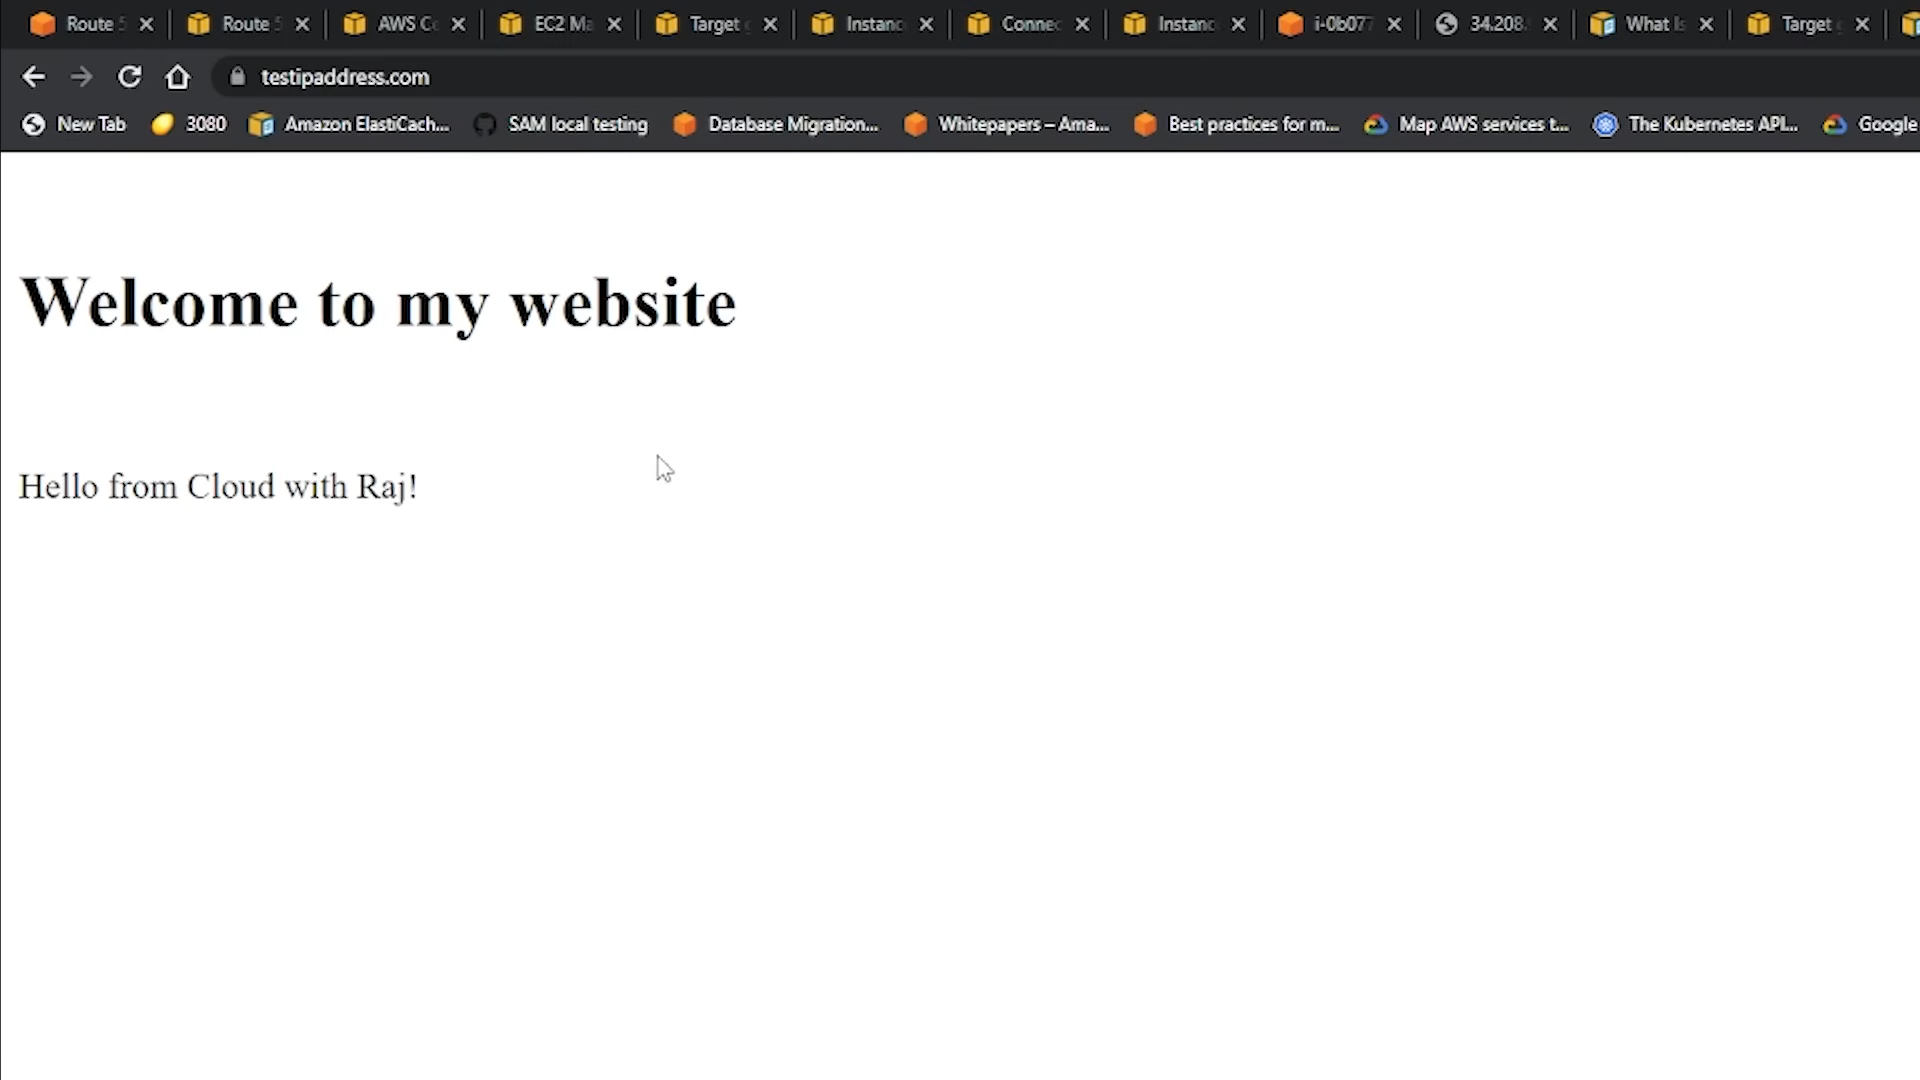 Route 5 Route 5 AWS Co EC2 Ma Target g Instanc Connec Instanc i-0b077 34.208. What Is Target
testipaddress.com
New Tab 3080 Amazon ElastiCach... SAM local testing Database Migration... Whitepapers – Ama... Best practices for m... Map AWS services t... The Kubernetes API... Google
Welcome to my website
Hello from Cloud with Raj!